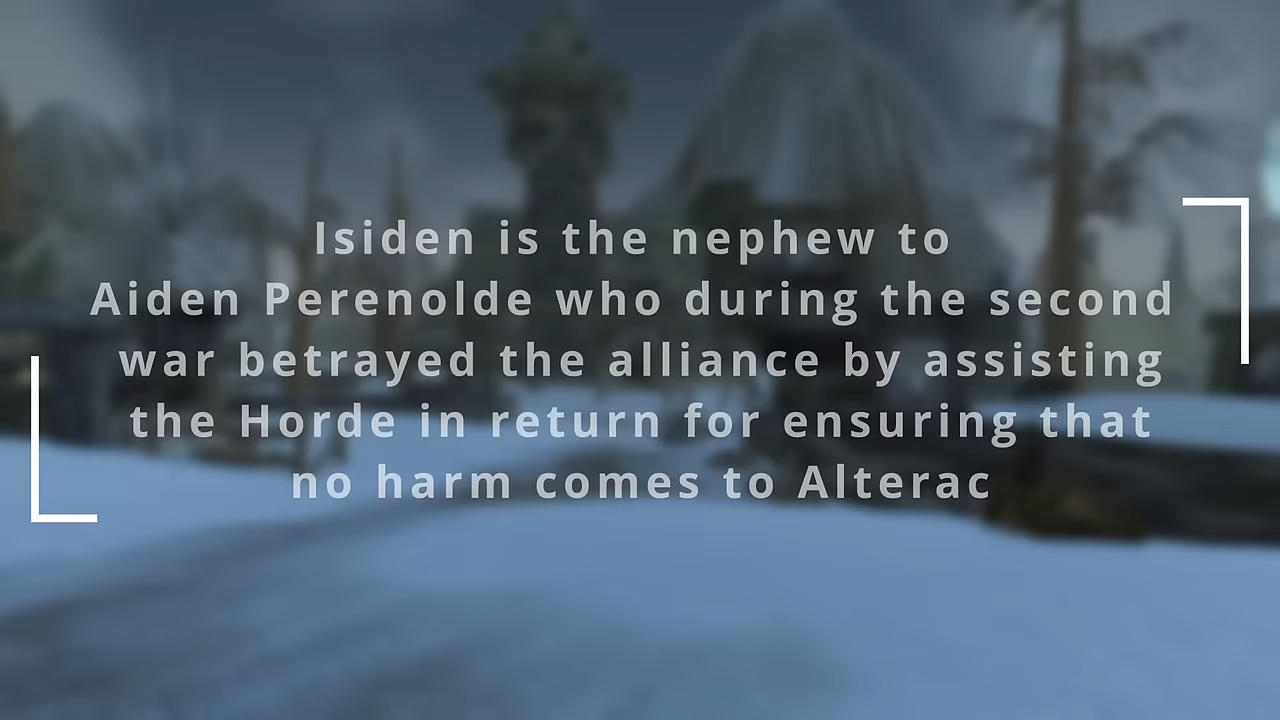 Isiden is the nephew to
Aiden Perenolde who during the second
war betrayed the alliance by assisting
the Horde in return for ensuring that
no harm comes to Alterac